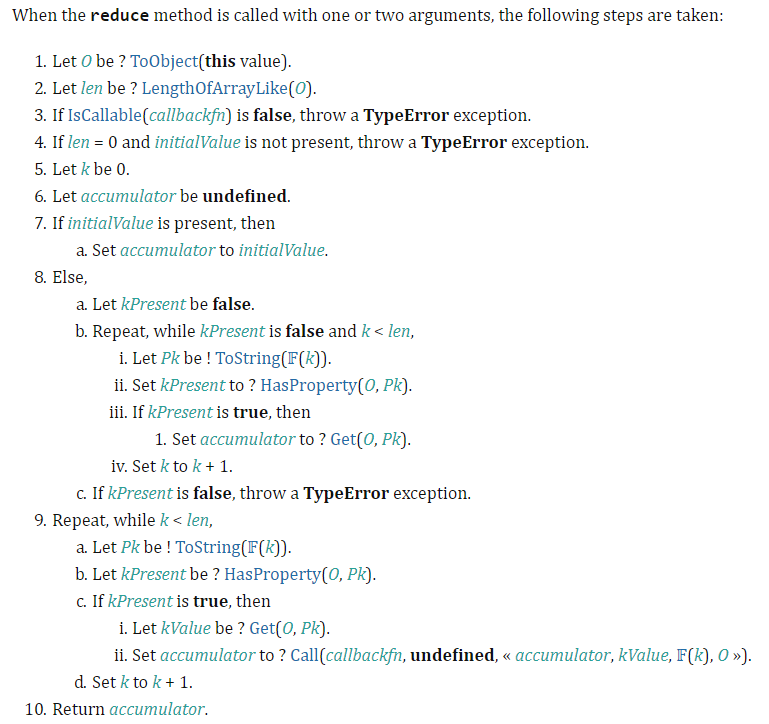 When the reduce method is called with one or two arguments, the following steps are taken:
1. Let O be ? ToObject(this value).
2. Let len be ? LengthOfArrayLike(O).
3. If IsCallable(callbackfn) is false, throw a TypeError exception.
4. If len = 0 and initialValue is not present, throw a TypeError exception.
5. Let k be 0.
6. Let accumulator be undefined.
7. If initialValue is present, then
a. Set accumulator to initialValue.
8. Else,
a. Let kPresent be false.
b. Repeat, while kPresent is false and k < len,
i. Let Pk be ! ToString(𝔽(k)).
ii. Set kPresent to ? HasProperty(O, Pk).
iii. If kPresent is true, then
1. Set accumulator to ? Get(O, Pk).
iv. Set k to k + 1.
c. If kPresent is false, throw a TypeError exception.
9. Repeat, while k < len,
a. Let Pk be ! ToString(𝔽(k)).
b. Let kPresent be ? HasProperty(O, Pk).
c. If kPresent is true, then
i. Let kValue be ? Get(O, Pk).
ii. Set accumulator to ? Call(callbackfn, undefined, « accumulator, kValue, 𝔽(k), O »).
d. Set k to k + 1.
10. Return accumulator.